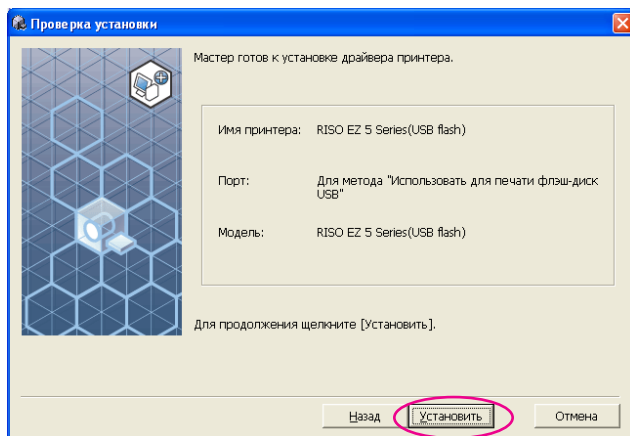 Проверка установки
Мастер готов к установке драйвера принтера.
Имя принтера: RISO EZ 5 Series(USB flash)
Порт: Для метода "Использовать для печати флэш-диск
USB"
Модель: RISO EZ 5 Series(USB flash)
Для продолжения щелкните [Установить].
Назад Установить Отмена